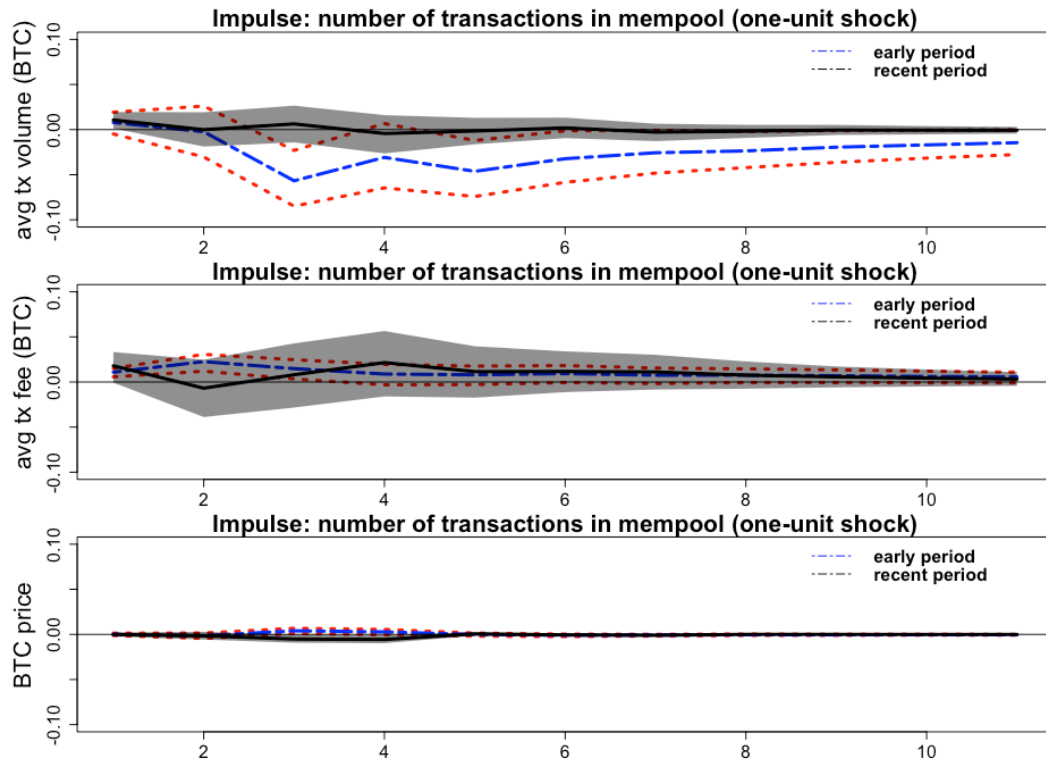 Impulse: number of transactions in mempool (one-unit shock)
avg tx volume (BTC)
0.10
0.00
-0.10
early period
recent period
2 4 6 8 10
Impulse: number of transactions in mempool (one-unit shock)
avg tx fee (BTC)
0.10
0.00
-0.10
early period
recent period
2 4 6 8 10
Impulse: number of transactions in mempool (one-unit shock)
BTC price
0.10
0.00
-0.10
early period
recent period
2 4 6 8 10